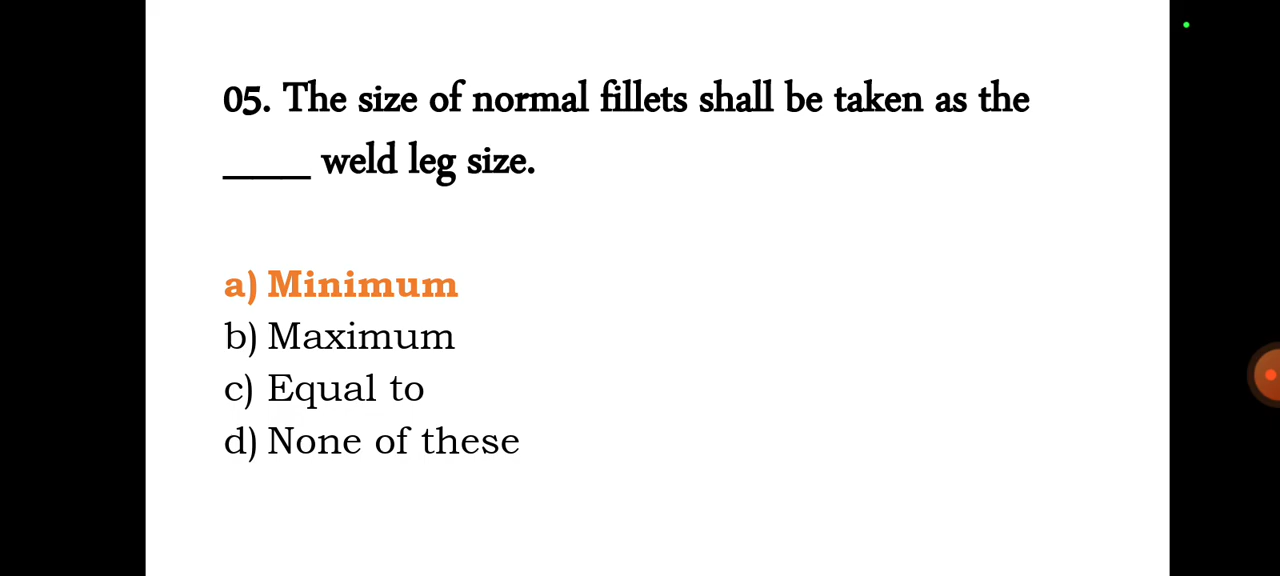 05. The size of normal fillets shall be taken as the
_____ weld leg size.
a) Minimum
b) Maximum
c) Equal to
d) None of these